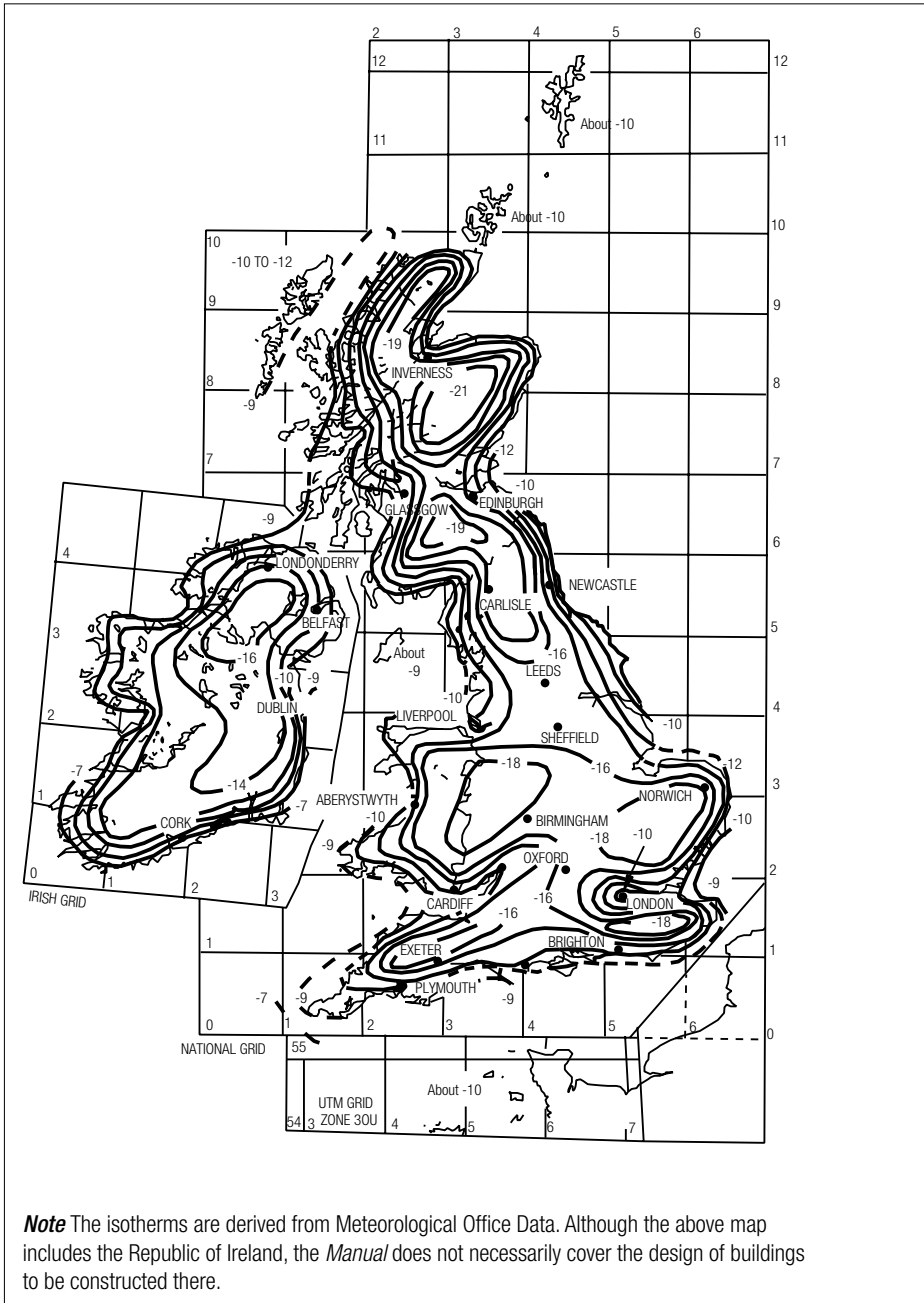 2 3 4 5 6
12 12
About -10
11 11
About -10
10 10
-10 TO -12
9 9
-19
INVERNESS
8 8
-21
-9
-12
7 7
-10
EDINBURGH
GLASSGOW
-9
-19
6
4 LONDONDERRY
NEWCASTLE
CARLISLE
BELFAST
3 5
About
-9
-16 -16
LEEDS
-10 -9 -10
DUBLIN
LIVERPOOL
2 4
SHEFFIELD
-10
-7 -18 -16 -12
-14
1 ABERYSTWYTH NORWICH 3
-7 -10 -10
CORK BIRMINGHAM
-18 -10
-9 OXFORD
0 1 2 3 2
IRISH GRID
-9
CARDIFF -16 LONDON
-16 -18
BRIGHTON
1 EXETER 1
PLYMOUTH
-7 -9 -9
0 1 2 3 4 5 6 0
NATIONAL GRID
55
About -10
UTM GRID
ZONE 3OU
54 3 4 5 6 7
Note The isotherms are derived from Meteorological Office Data. Although the above map
includes the Republic of Ireland, the Manual does not necessarily cover the design of buildings
to be constructed there.